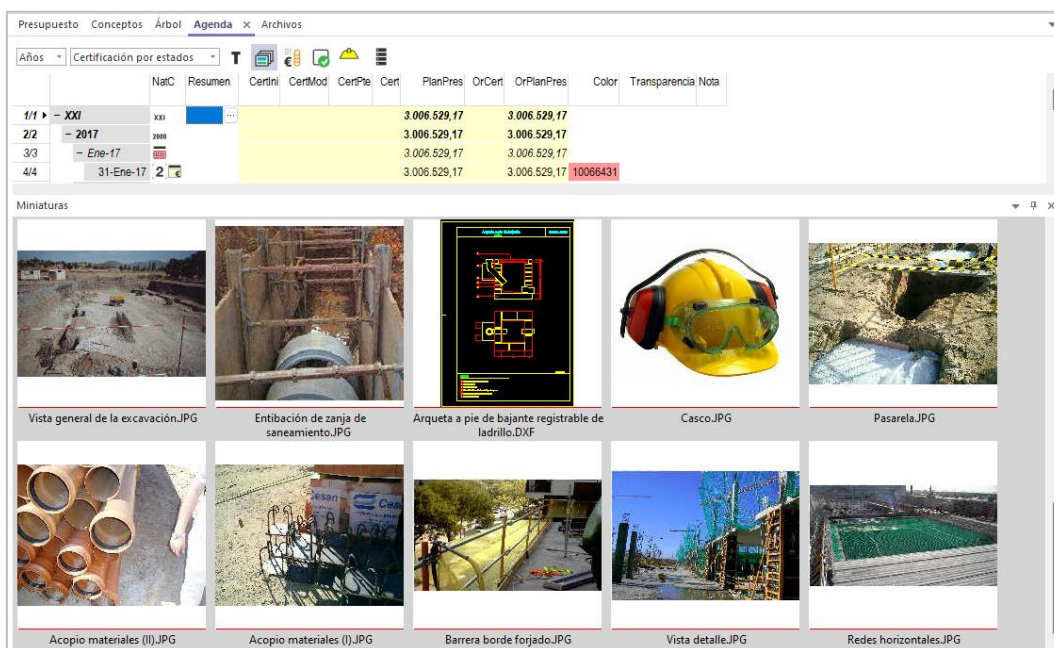 Presupuesto Conceptos Árbol Agenda × Archivos
Años Certificación por estados T
NatC Resumen CertIni CertMod CertPte Cert PlanPres OrCert OrPlanPres Color Transparencia Nota
1/1 − XXI XXI ... 3.006.529,17 3.006.529,17
2/2 − 2017 2000 3.006.529,17 3.006.529,17
3/3 − Ene-17 3.006.529,17 3.006.529,17
4/4 31-Ene-17 2 € 3.006.529,17 3.006.529,17 10066431
Miniaturas
Vista general de la excavación.JPG
Entibación de zanja de
saneamiento.JPG
Arqueta a pie de bajante registrable de
ladrillo.DXF
Casco.JPG
Pasarela.JPG
Cesan
Acopio materiales (II).JPG
Acopio materiales (I).JPG
Barrera borde forjado.JPG
Vista detalle.JPG
Redes horizontales.JPG